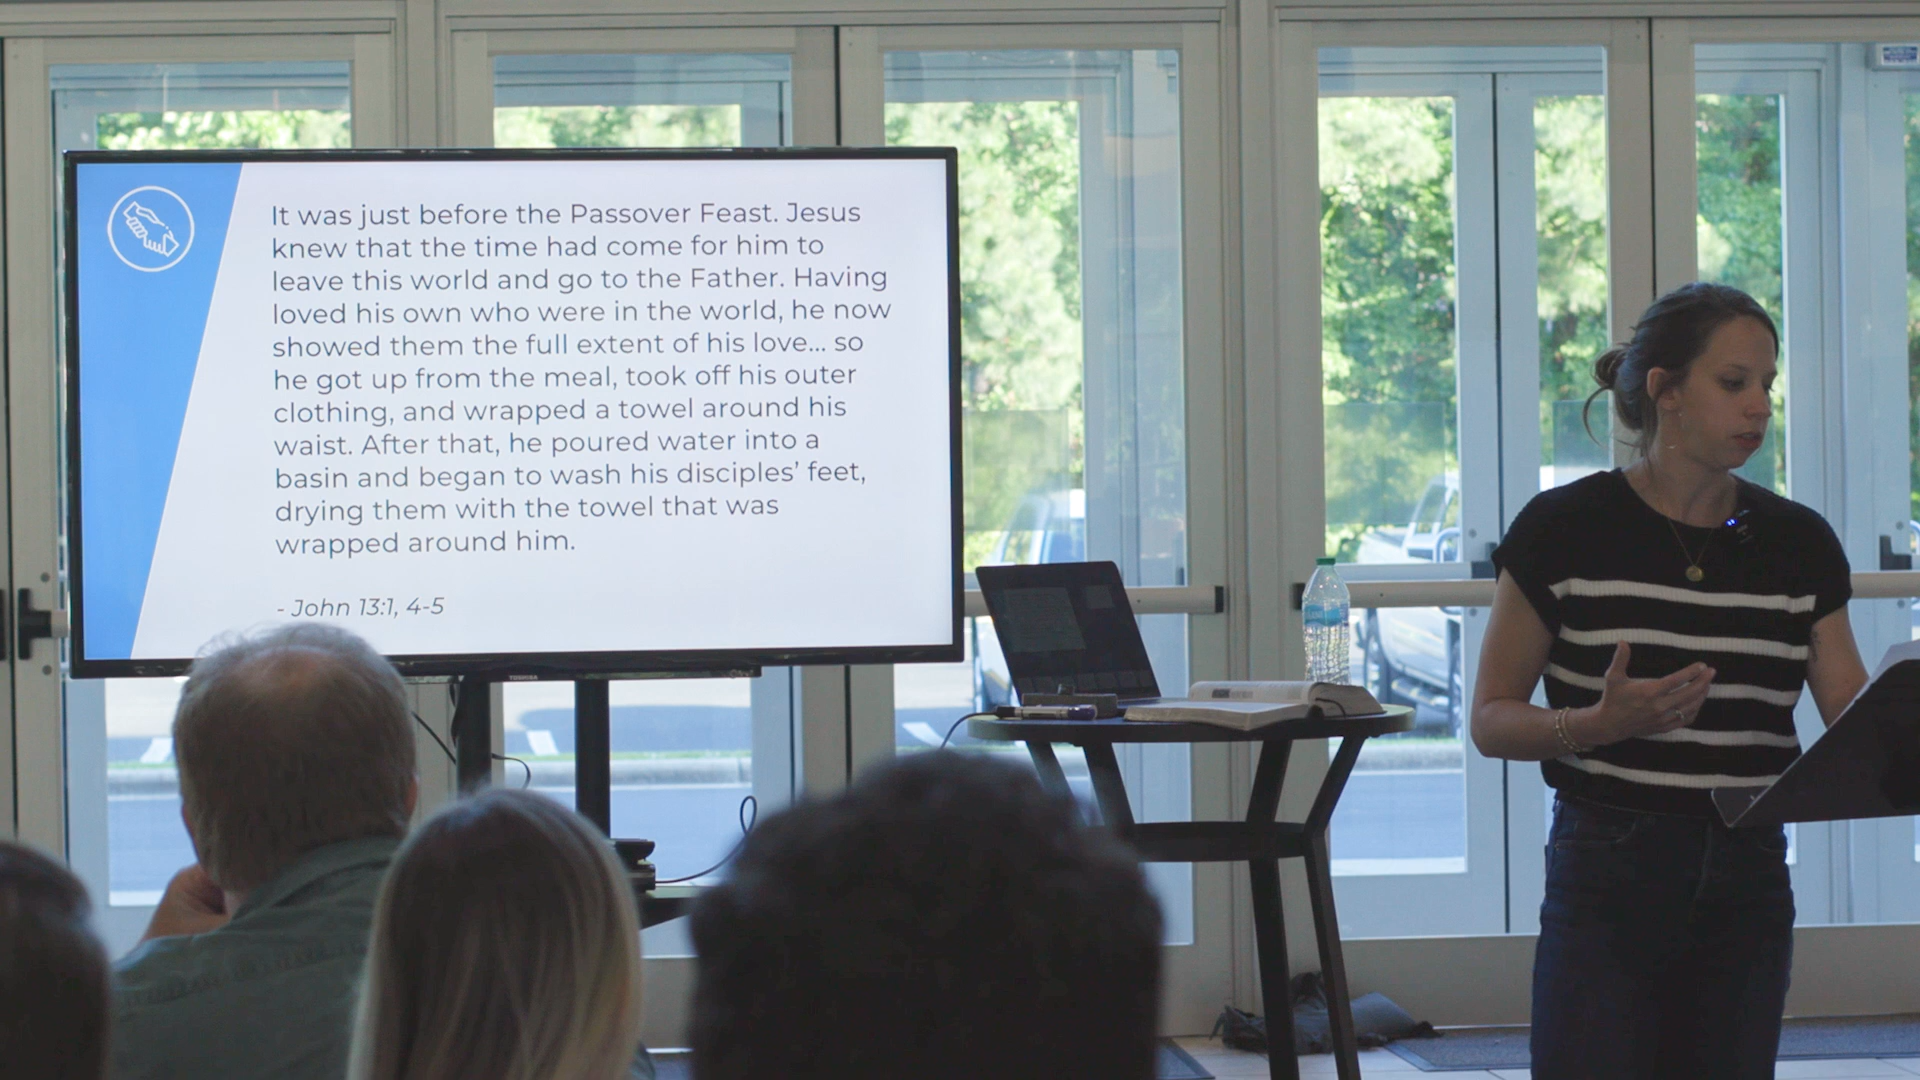 It was just before the Passover Feast. Jesus
knew that the time had come for him to
leave this world and go to the Father. Having
loved his own who were in the world, he now
showed them the full extent of his love... so
he got up from the meal, took off his outer
clothing, and wrapped a towel around his
waist. After that, he poured water into a
basin and began to wash his disciples' feet,
drying them with the towel that was
wrapped around him.
- John 13:1, 4-5
TOSHIBA